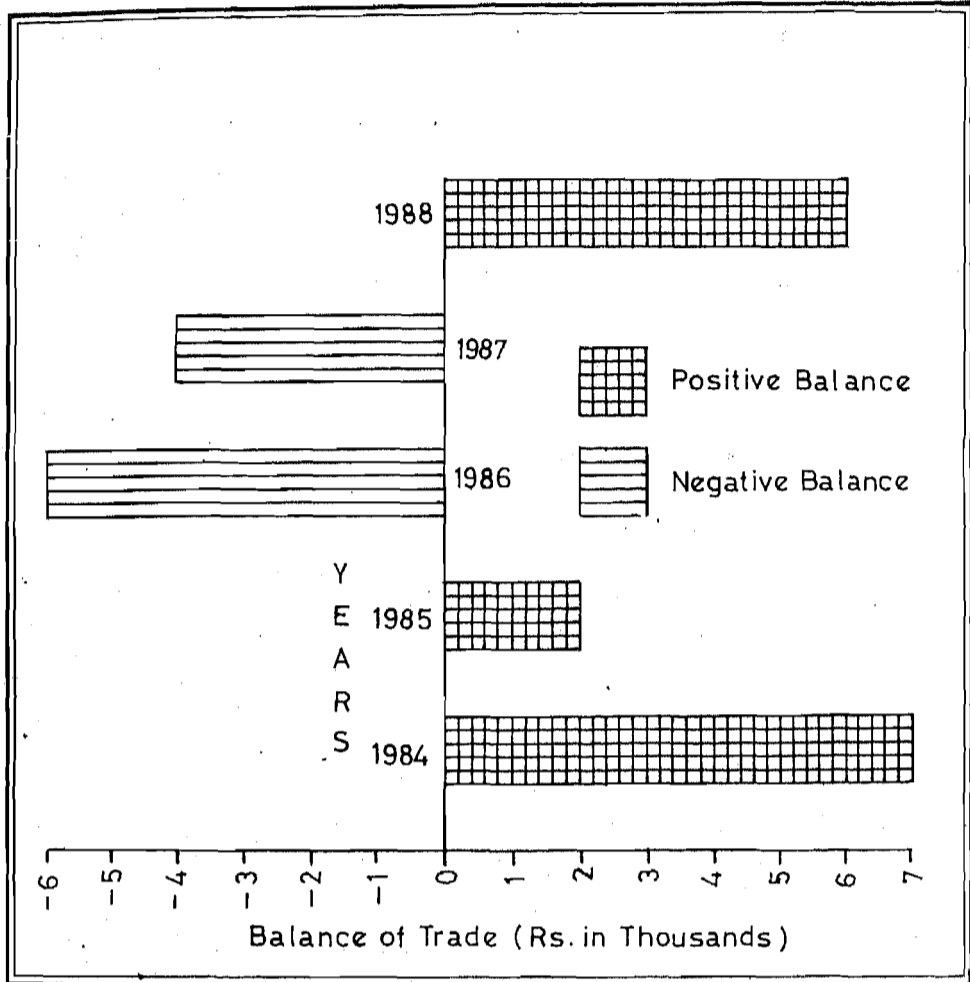 1988
1987
Positive Balance
1986
Negative Balance
YEARS
1985
1984
-6 -5 -4 -3 -2 -1 0 1 2 3 4 5 6 7
Balance of Trade (Rs. in Thousands)